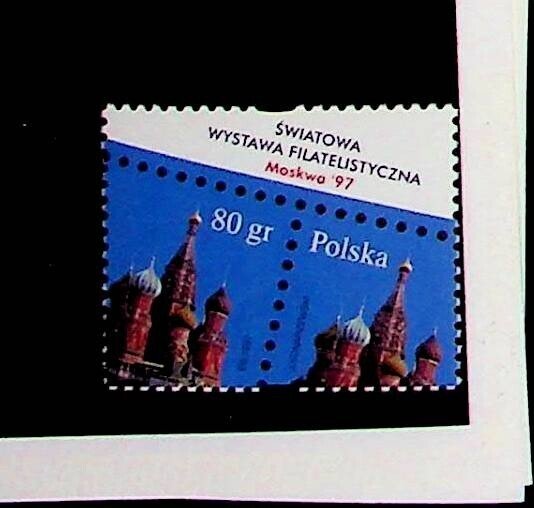 ŚWIATOWA
WYSTAWA FILATELISTYCZNA
Moskwa '97
80 gr
Polska